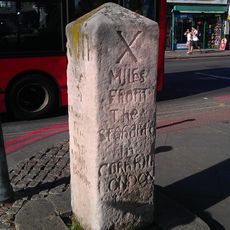 X
Miles
From
The
Standard
in
CORNHILL
LONDON